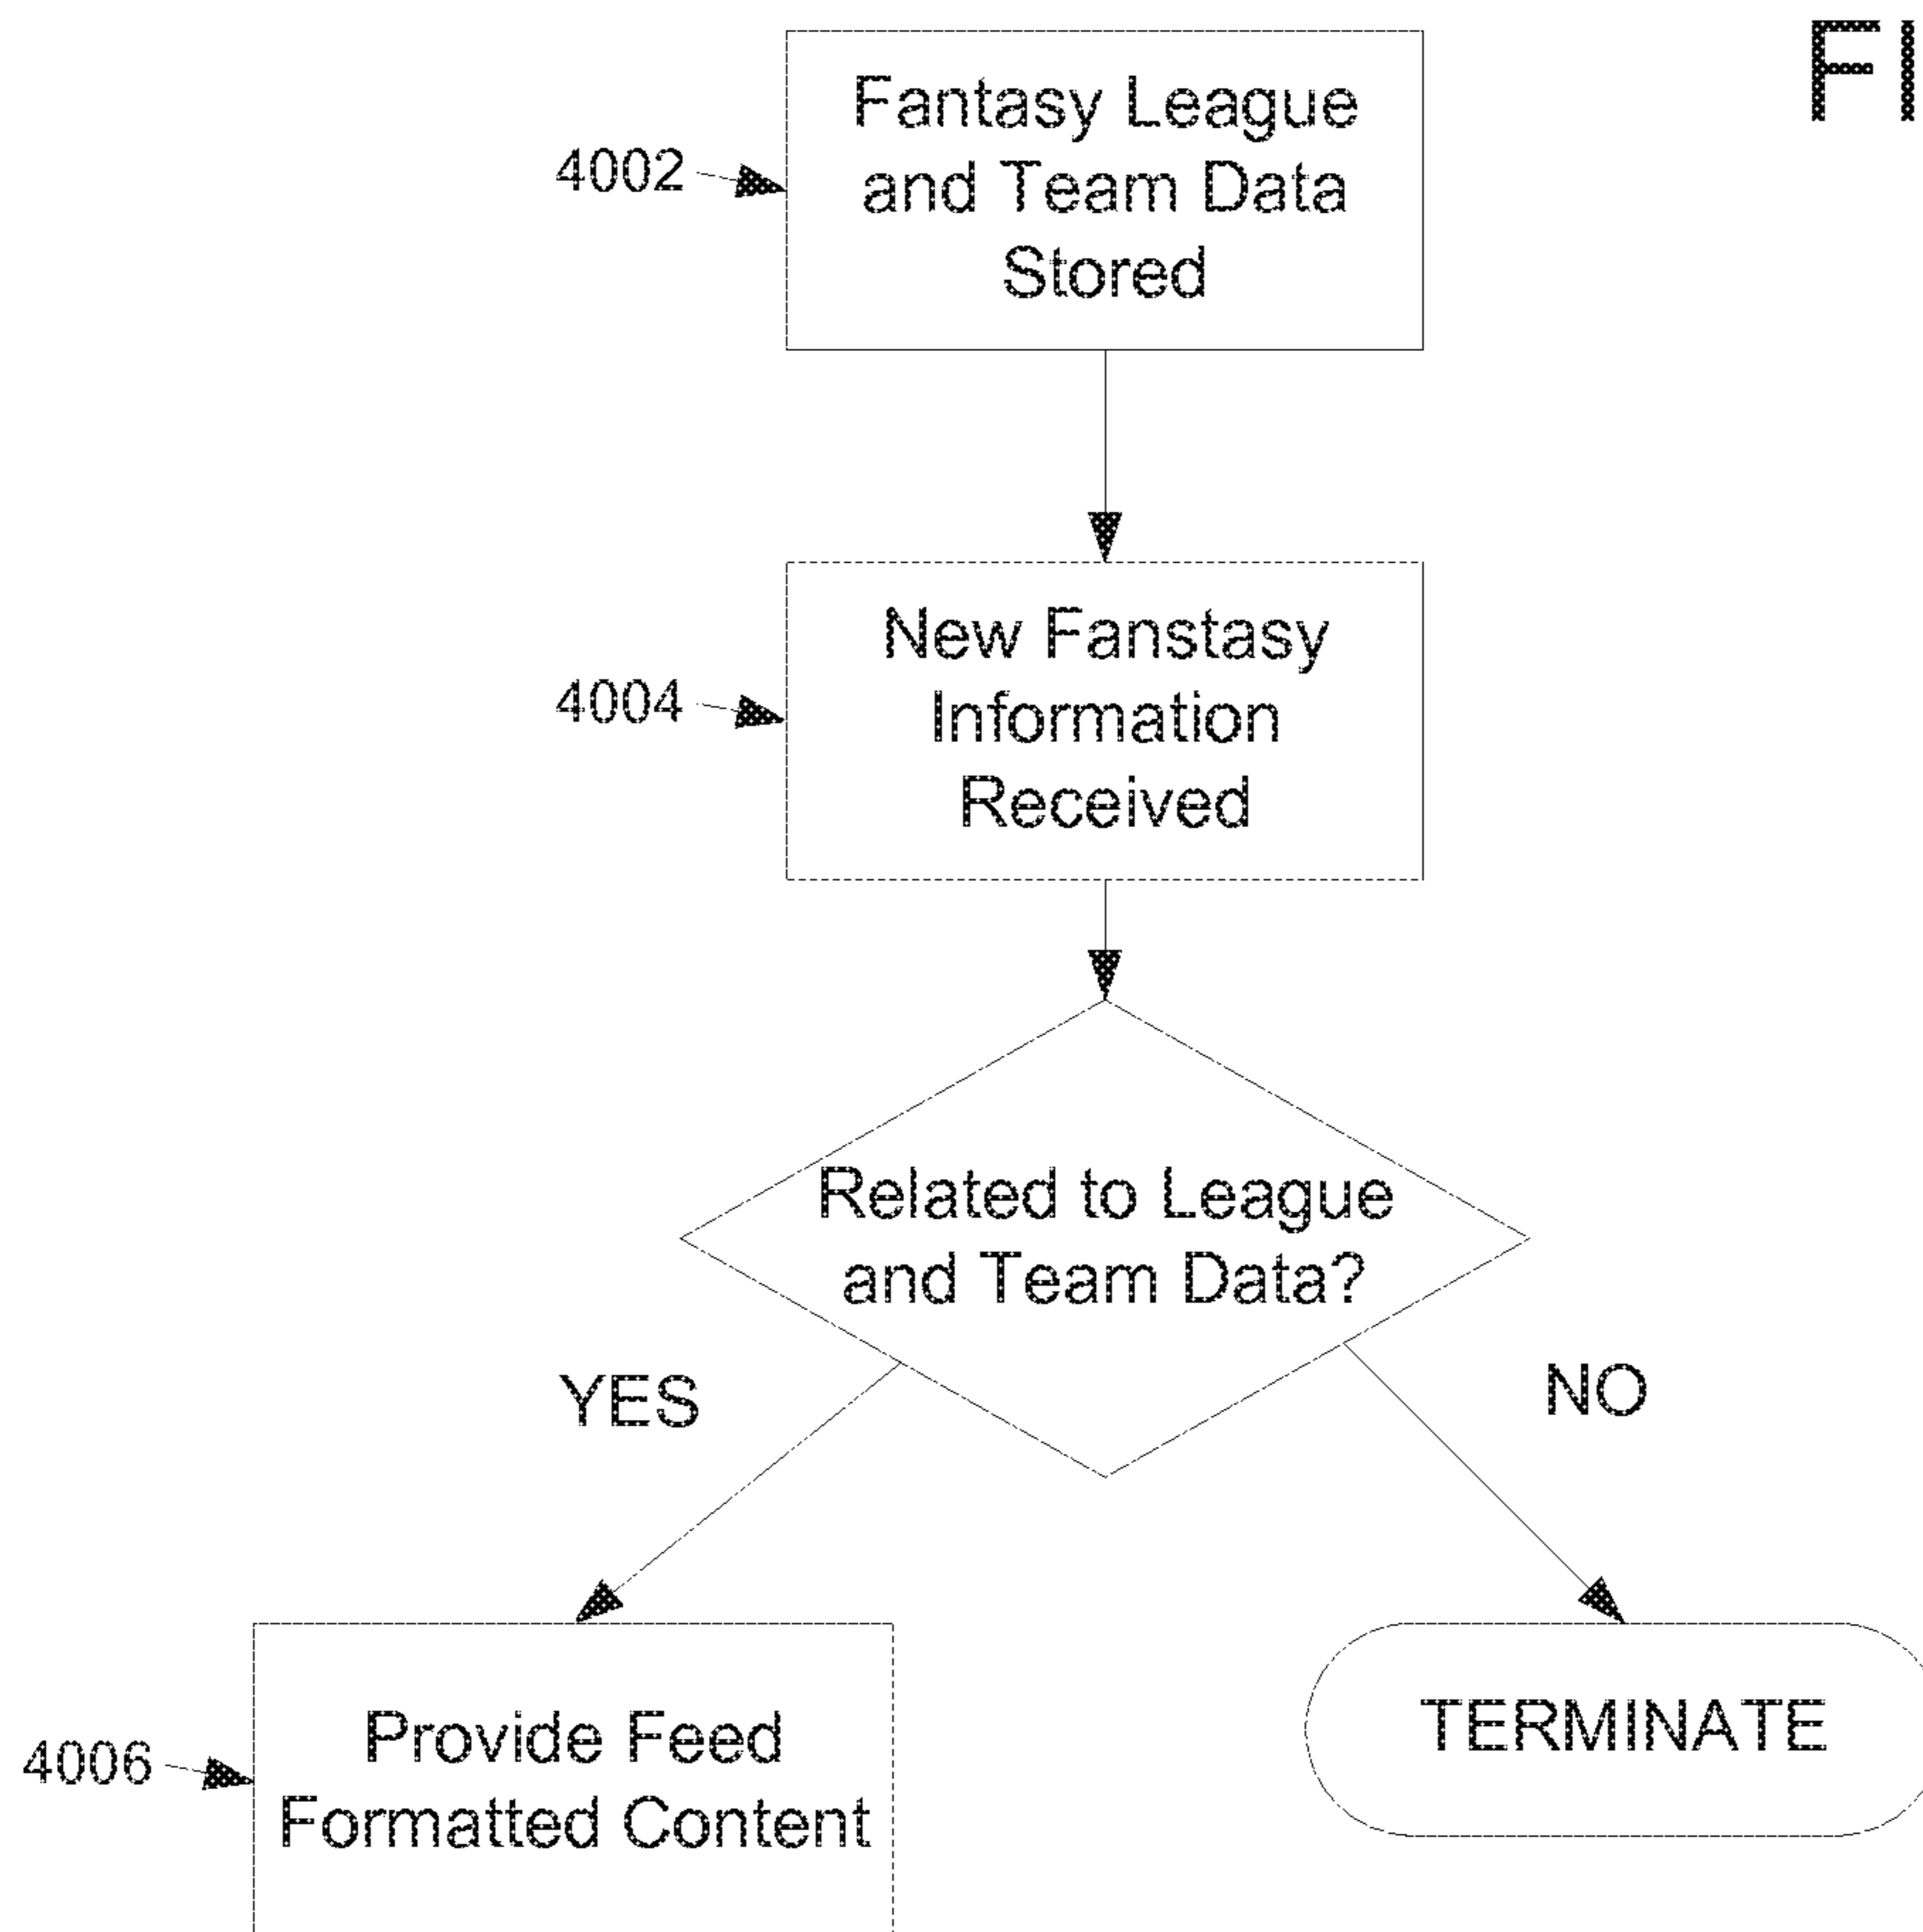 FI
Fantasy League
and Team Data
Stored
4002
New Fanstasy
Information
Received
4004
Related to League
and Team Data?
YES
NO
Provide Feed
Formatted Content
4006
TERMINATE